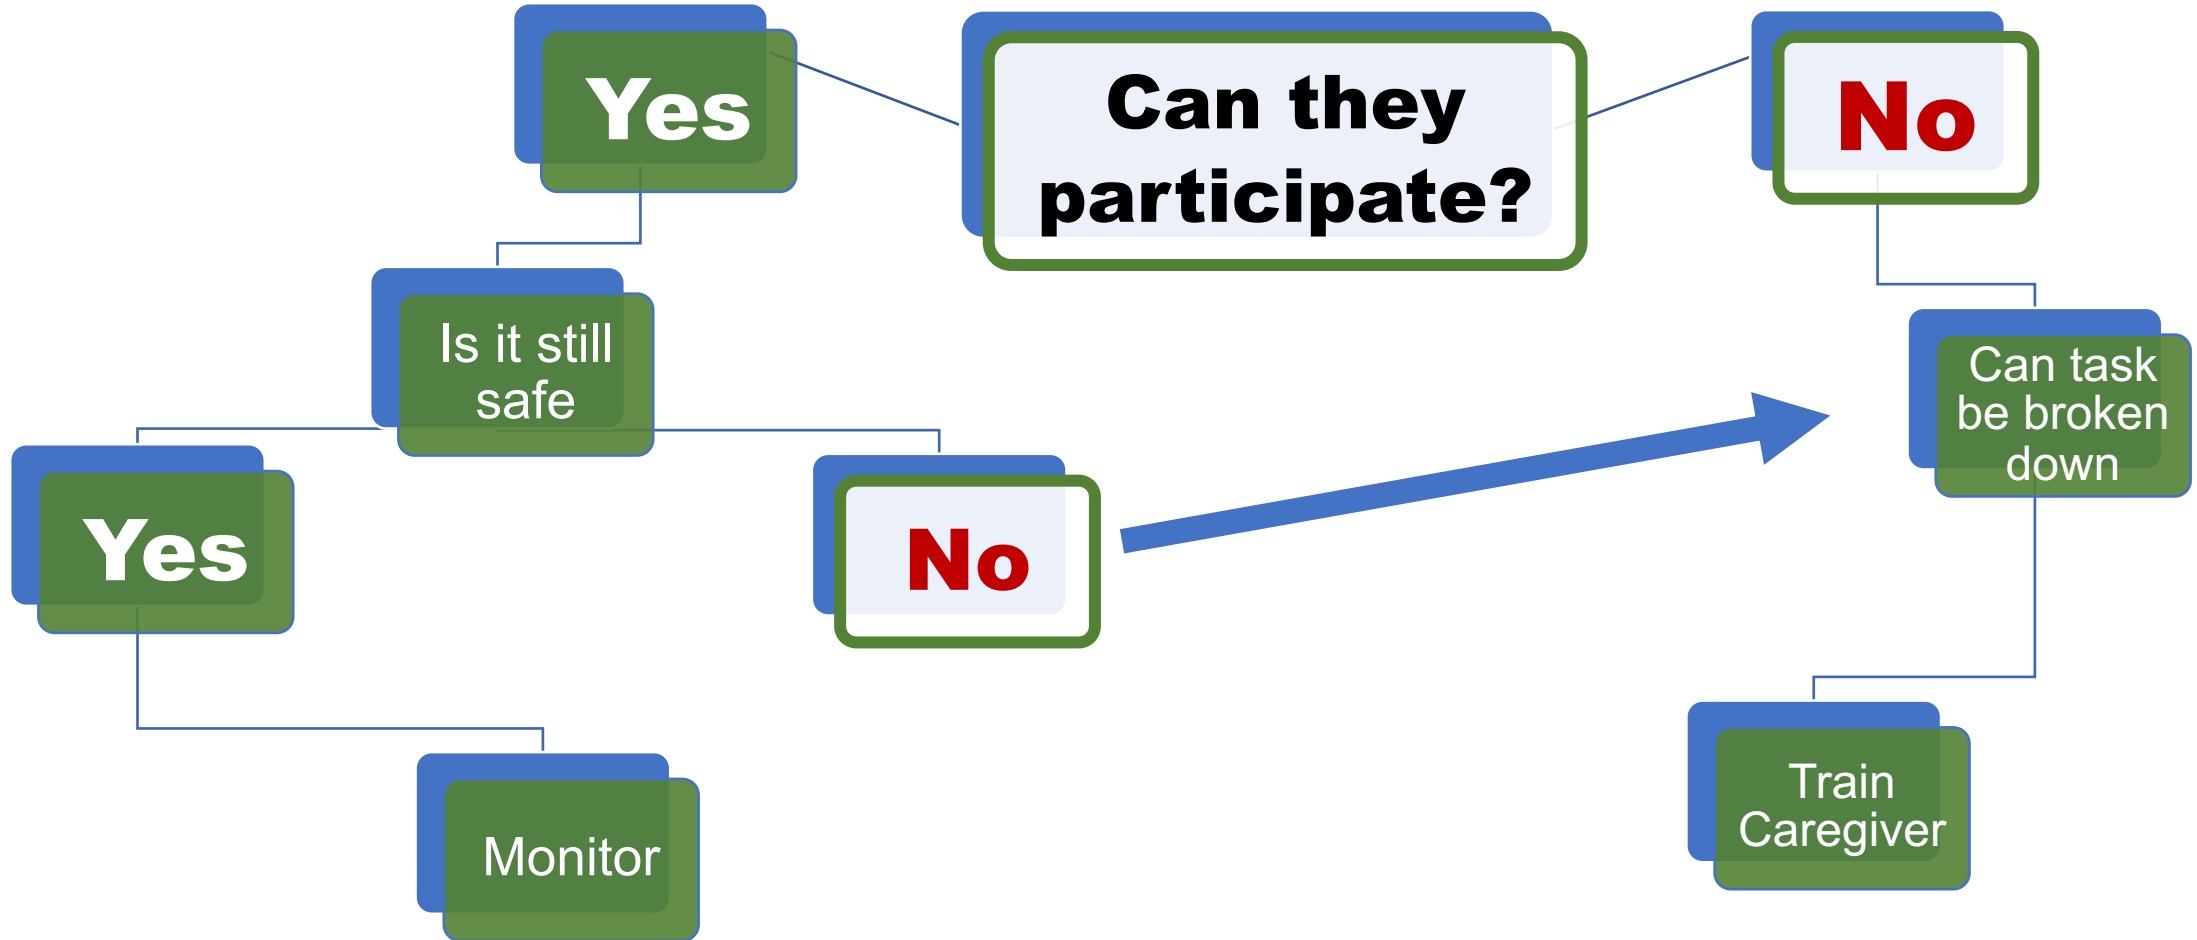 Yes
Can they
participate?
No
Is it still
safe
Can task
be broken
down
Yes
No
Train
Caregiver
Monitor